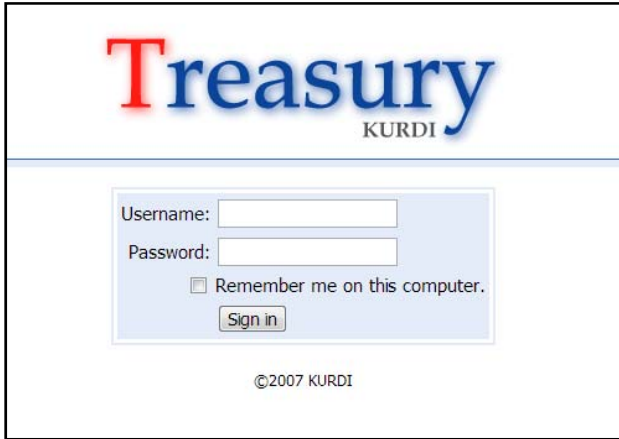 Treasury
KURDI
Username:
Password:
Remember me on this computer.
Sign in
©2007 KURDI